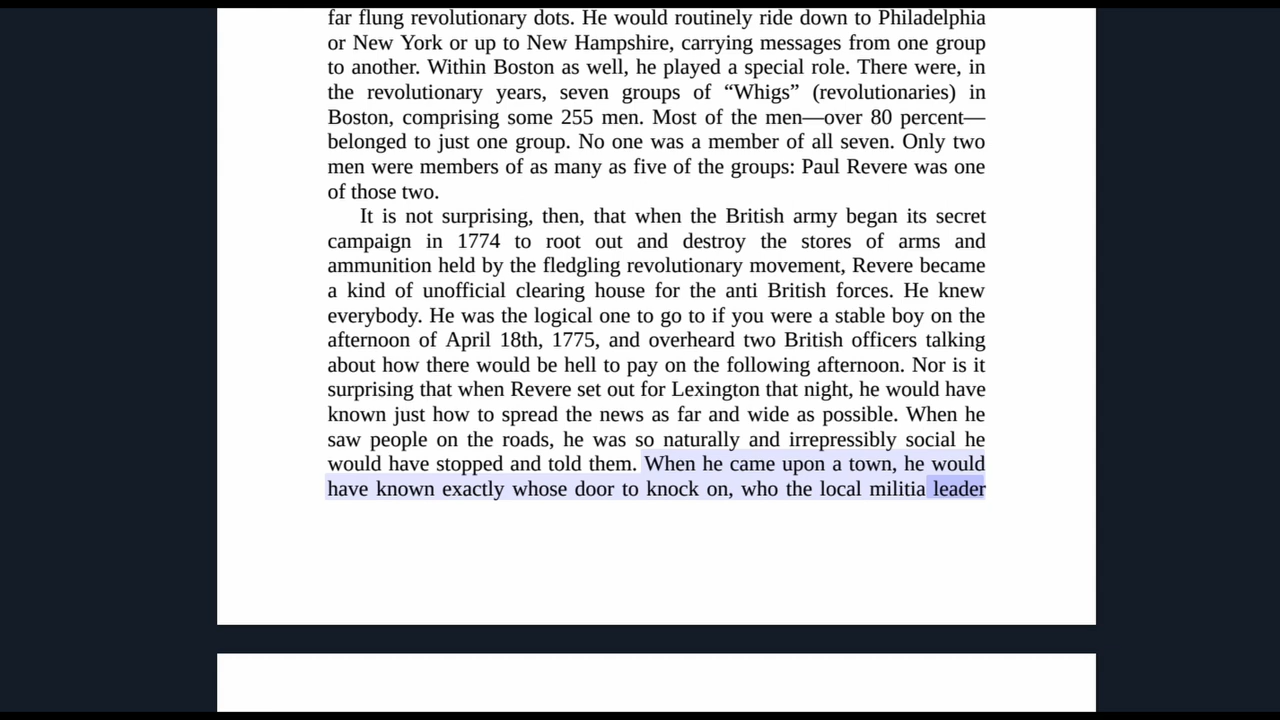 far flung revolutionary dots. He would routinely ride down to Philadelphia
or New York or up to New Hampshire, carrying messages from one group
to another. Within Boston as well, he played a special role. There were, in
the revolutionary years, seven groups of “Whigs” (revolutionaries) in
Boston, comprising some 255 men. Most of the men—over 80 percent—
belonged to just one group. No one was a member of all seven. Only two
men were members of as many as five of the groups: Paul Revere was one
of those two.
It is not surprising, then, that when the British army began its secret
campaign in 1774 to root out and destroy the stores of arms and
ammunition held by the fledgling revolutionary movement, Revere became
a kind of unofficial clearing house for the anti British forces. He knew
everybody. He was the logical one to go to if you were a stable boy on the
afternoon of April 18th, 1775, and overheard two British officers talking
about how there would be hell to pay on the following afternoon. Nor is it
surprising that when Revere set out for Lexington that night, he would have
known just how to spread the news as far and wide as possible. When he
saw people on the roads, he was so naturally and irrepressibly social he
would have stopped and told them. When he came upon a town, he would
have known exactly whose door to knock on, who the local militia leader